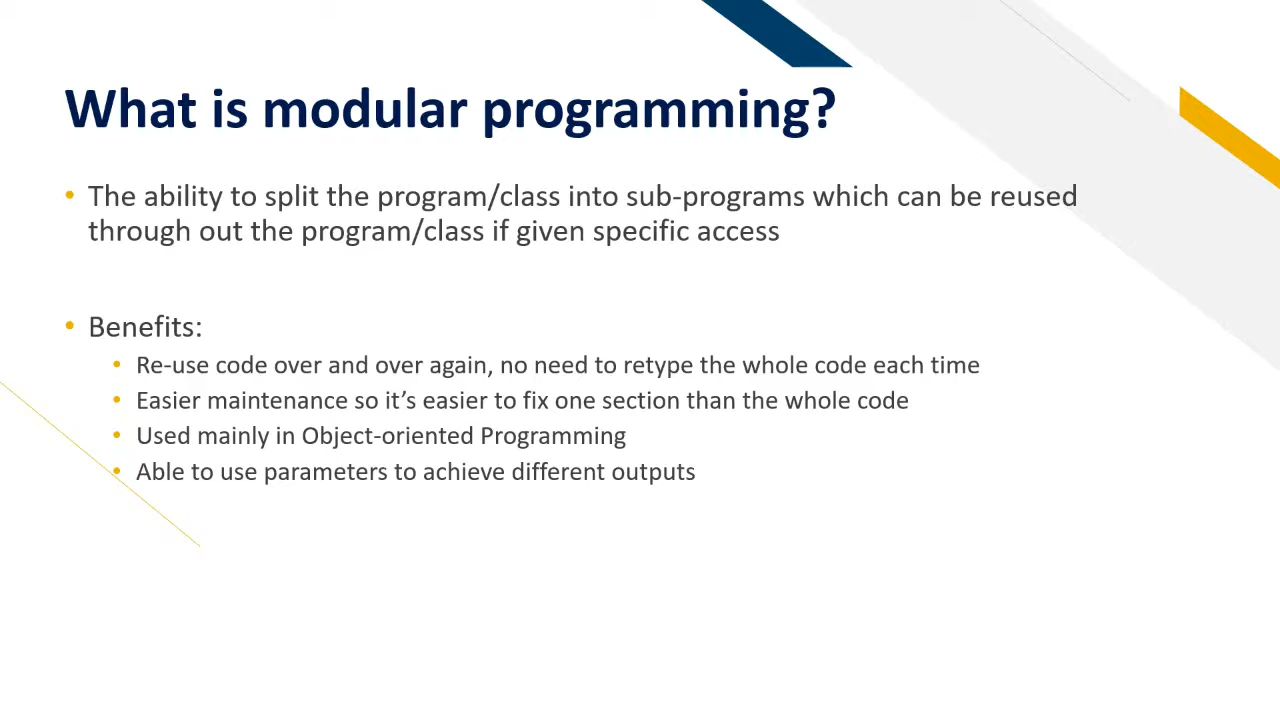 What is modular programming?
• The ability to split the program/class into sub-programs which can be reused
through out the program/class if given specific access
• Benefits:
• Re-use code over and over again, no need to retype the whole code each time
• Easier maintenance so it’s easier to fix one section than the whole code
• Used mainly in Object-oriented Programming
• Able to use parameters to achieve different outputs